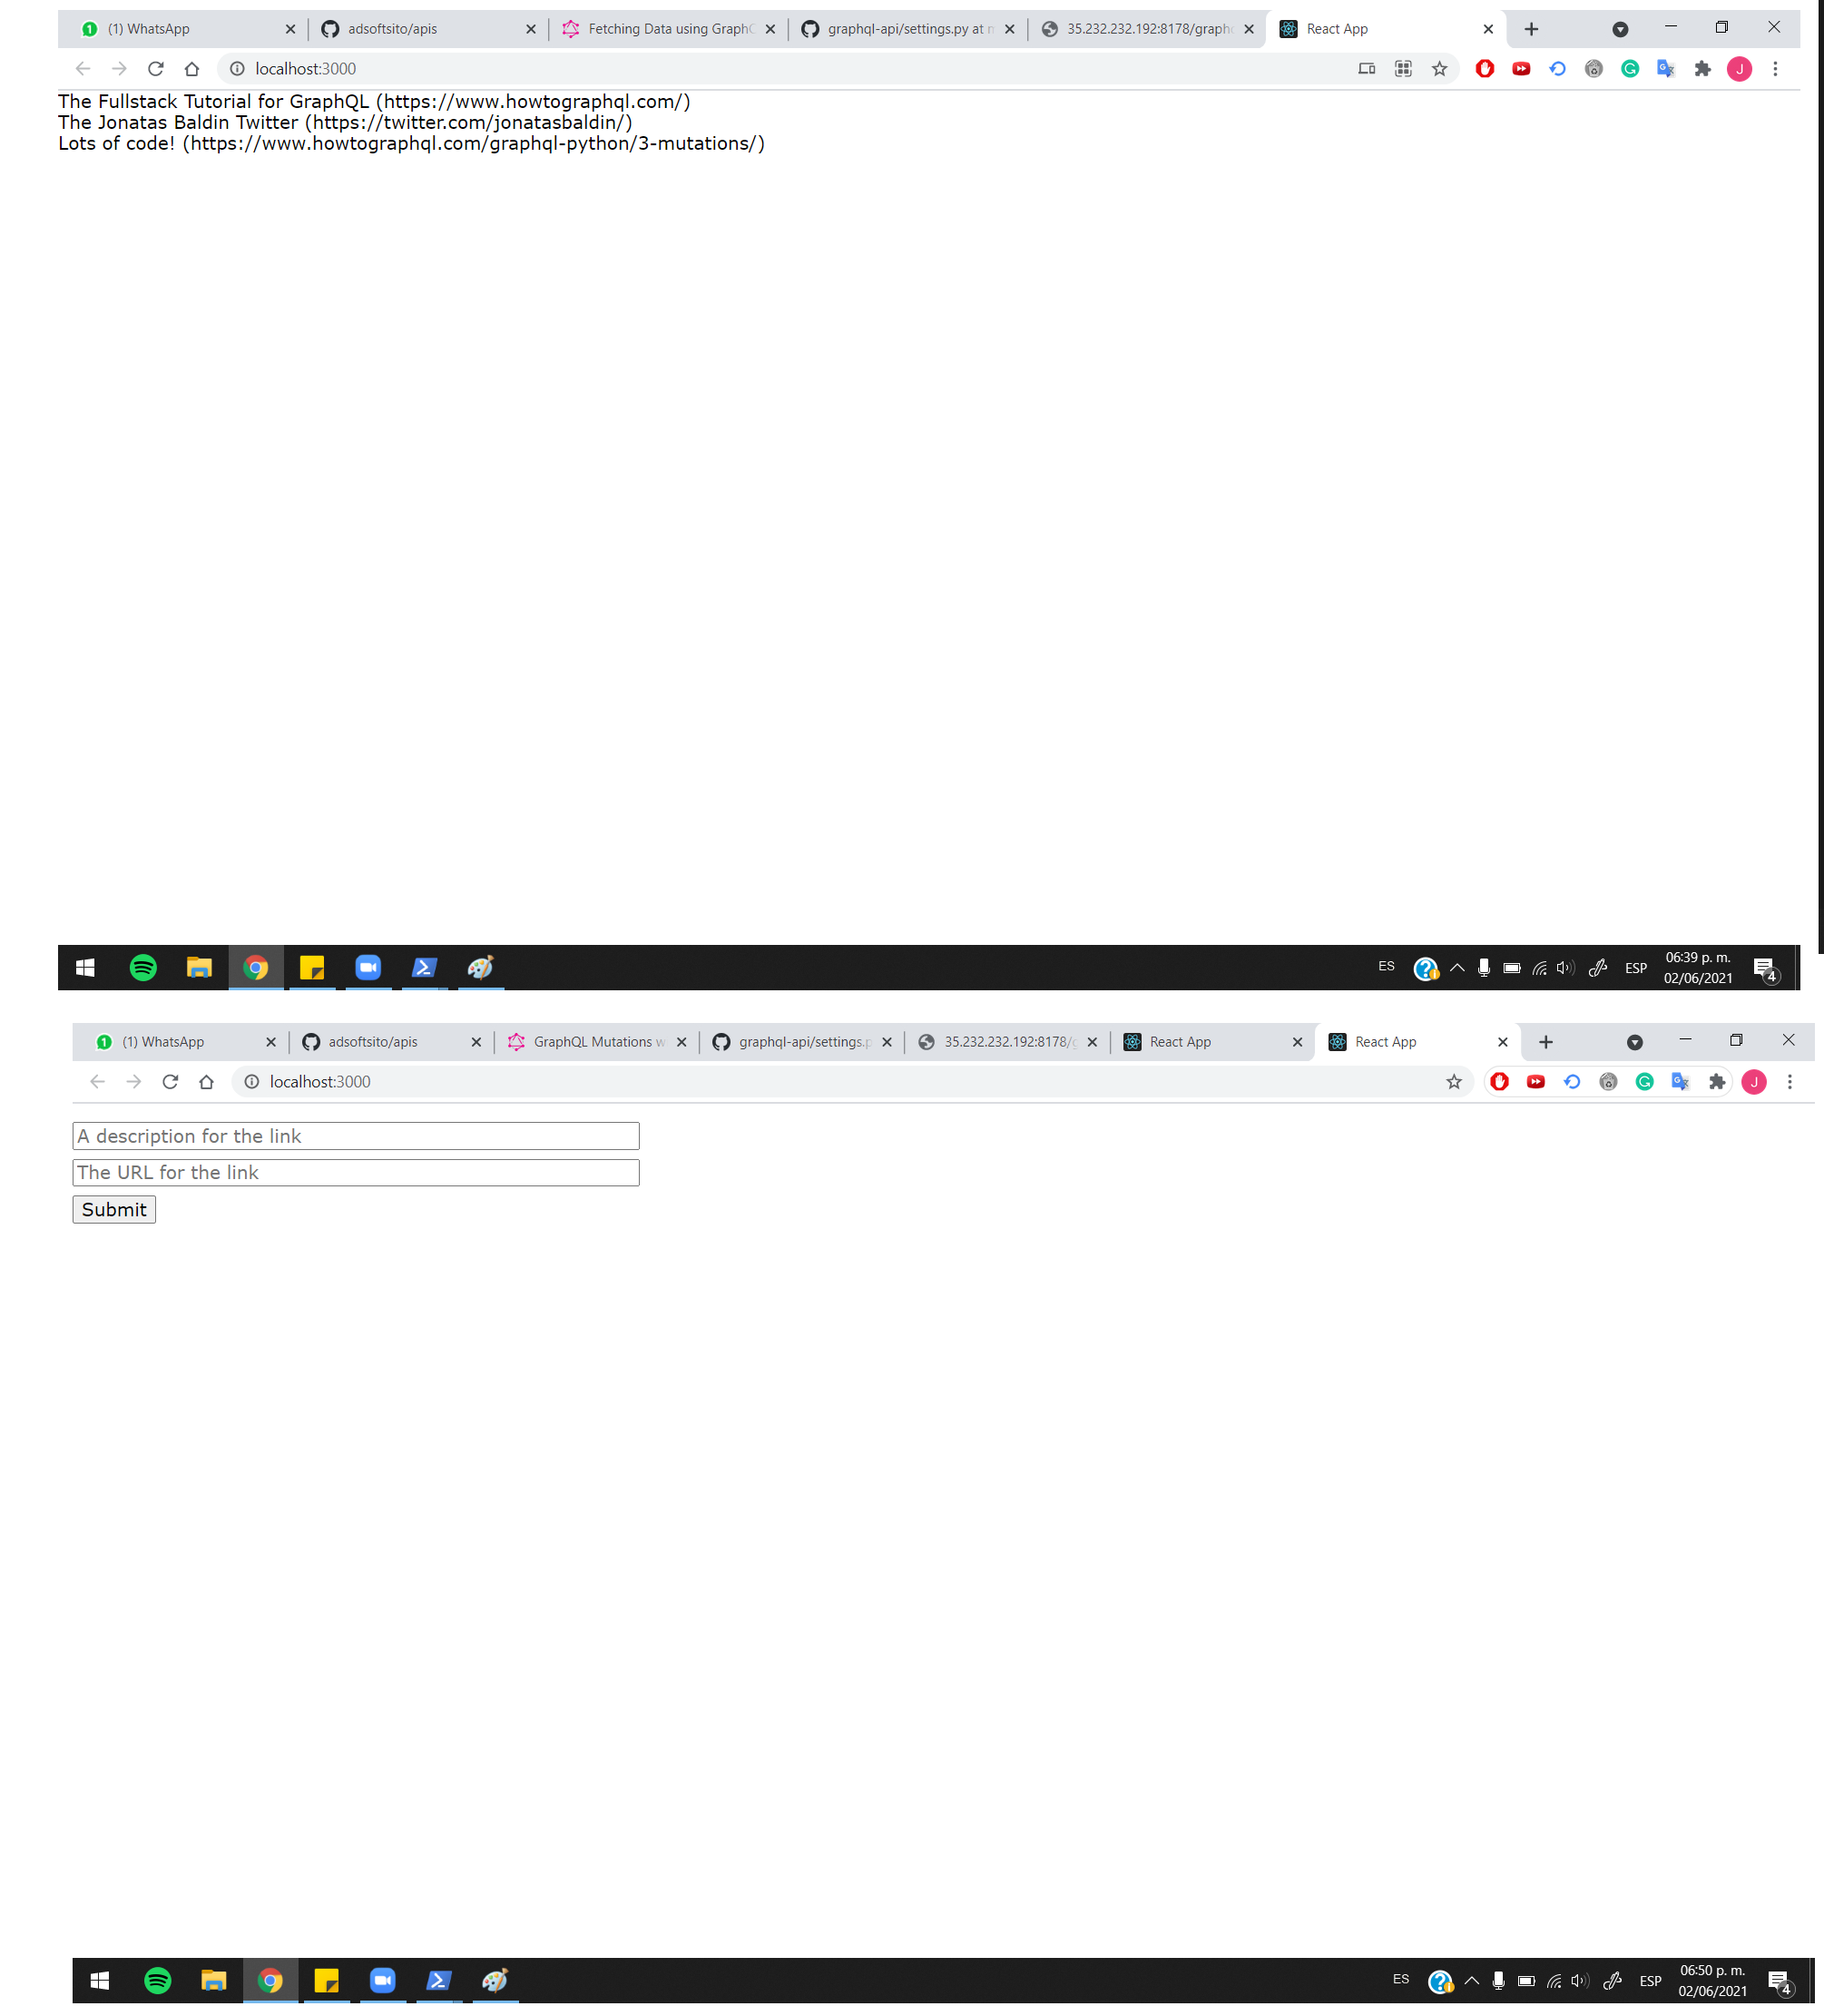 (1) WhatsApp adsoftsito/apis Fetching Data using GraphQ graphql-api/settings.py at m 35.232.232.192:8178/graph React App
localhost:3000
The Fullstack Tutorial for GraphQL (https://www.howtographql.com/)
The Jonatas Baldin Twitter (https://twitter.com/jonatasbaldin/)
Lots of code! (https://www.howtographql.com/graphql-python/3-mutations/)
ES ESP 06:39 p. m.
02/06/2021 4
(1) WhatsApp adsoftsito/apis GraphQL Mutations w graphql-api/settings.p 35.232.232.192:8178/g React App React App
localhost:3000 J
A description for the link
The URL for the link
Submit
ES ESP 06:50 p. m.
02/06/2021 4